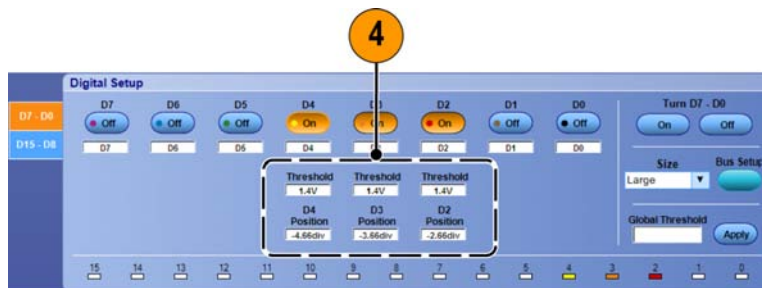 4
Digital Setup
D7 D6 D5 D4 D3 D2 D1 D0 Turn D7 - D0
D7 - D0
Off Off Off On On On Off Off On Off
D15 - D8
D7 D6 D5 D4 D2 D1 D0
Size Bus Setup
Threshold Threshold Threshold
Large
1.4V 1.4V 1.4V
D4 D3 D2
Position Position Position
Global Threshold
-4.66div -3.66div -2.66div
Apply
15 14 13 12 11 10 9 8 7 6 5 4 3 2 1 0